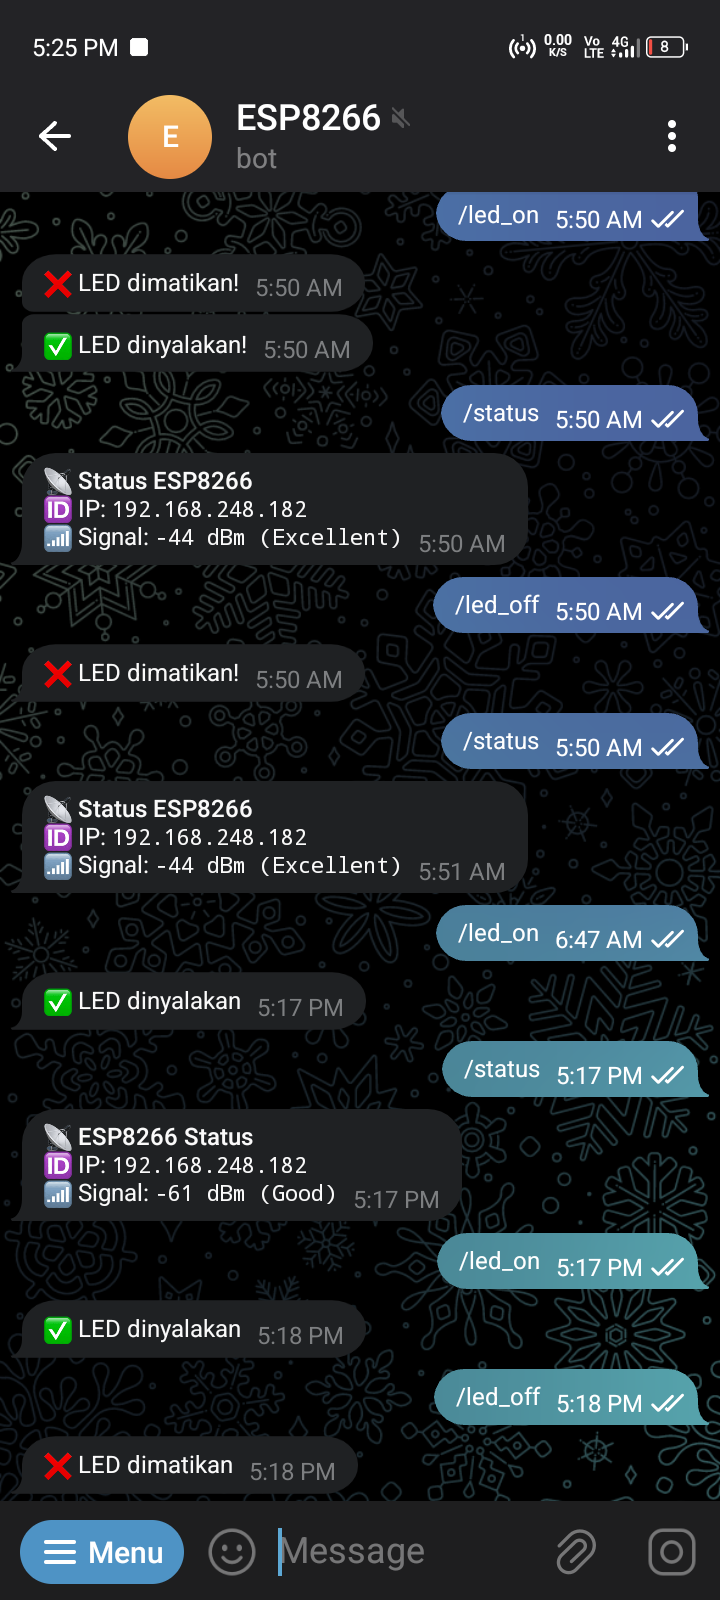 5:25 PM
1 0.00 K/S Vo LTE 4G 8
E
ESP8266
bot
/led_on 5:50 AM
❌ LED dimatikan! 5:50 AM
✅ LED dinyalakan! 5:50 AM
/status 5:50 AM
📡 Status ESP8266
🆔 IP: 192.168.248.182
📶 Signal: -44 dBm (Excellent) 5:50 AM
/led_off 5:50 AM
❌ LED dimatikan! 5:50 AM
/status 5:50 AM
📡 Status ESP8266
🆔 IP: 192.168.248.182
📶 Signal: -44 dBm (Excellent) 5:51 AM
/led_on 6:47 AM
✅ LED dinyalakan 5:17 PM
/status 5:17 PM
📡 ESP8266 Status
🆔 IP: 192.168.248.182
📶 Signal: -61 dBm (Good) 5:17 PM
/led_on 5:17 PM
✅ LED dinyalakan 5:18 PM
/led_off 5:18 PM
❌ LED dimatikan 5:18 PM
Menu
Message